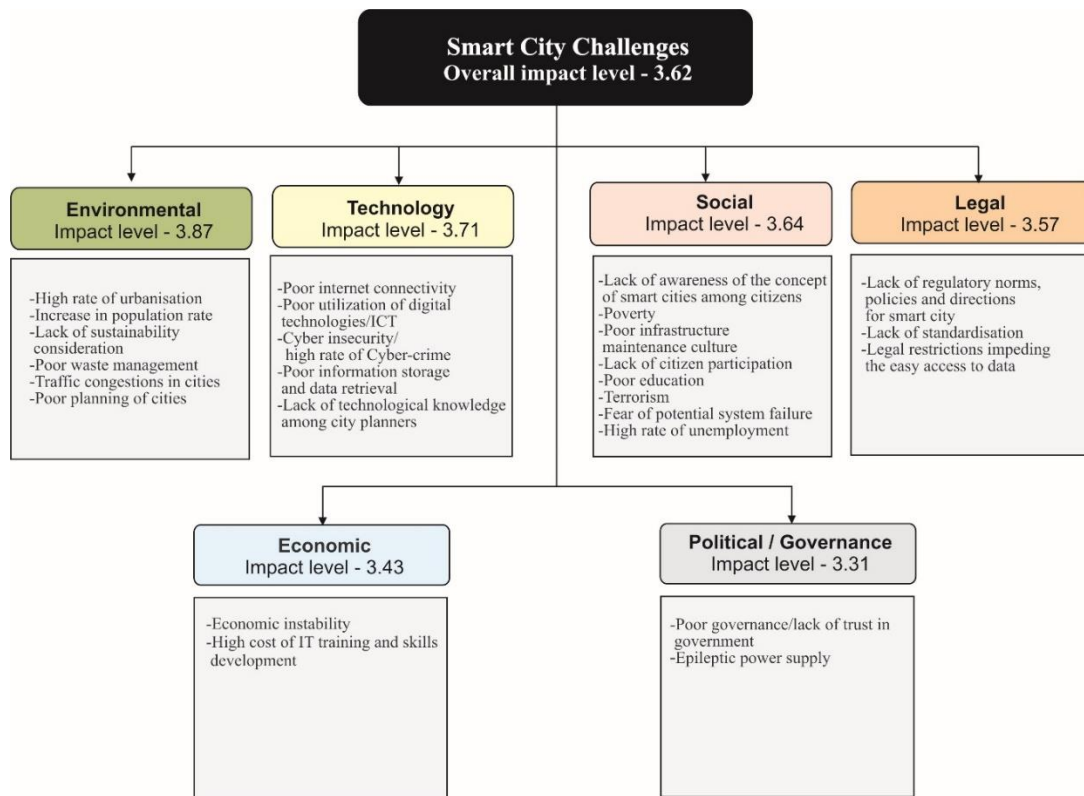 Smart City Challenges
Overall impact level - 3.62
Environmental
Impact level - 3.87
-High rate of urbanisation
-Increase in population rate
-Lack of sustainability
consideration
-Poor waste management
-Traffic congestions in cities
-Poor planning of cities
Technology
Impact level - 3.71
-Poor internet connectivity
-Poor utilization of digital
technologies/ICT
-Cyber insecurity/
high rate of Cyber-crime
-Poor information storage
and data retrieval
-Lack of technological knowledge
among city planners
Social
Impact level - 3.64
-Lack of awareness of the concept
of smart cities among citizens
-Poverty
-Poor infrastructure
maintenance culture
-Lack of citizen participation
-Poor education
-Terrorism
-Fear of potential system failure
-High rate of unemployment
Legal
Impact level - 3.57
-Lack of regulatory norms,
policies and directions
for smart city
-Lack of standardisation
-Legal restrictions impeding
the easy access to data
Economic
Impact level - 3.43
-Economic instability
-High cost of IT training and skills
development
Political / Governance
Impact level - 3.31
-Poor governance/lack of trust in
government
-Epileptic power supply